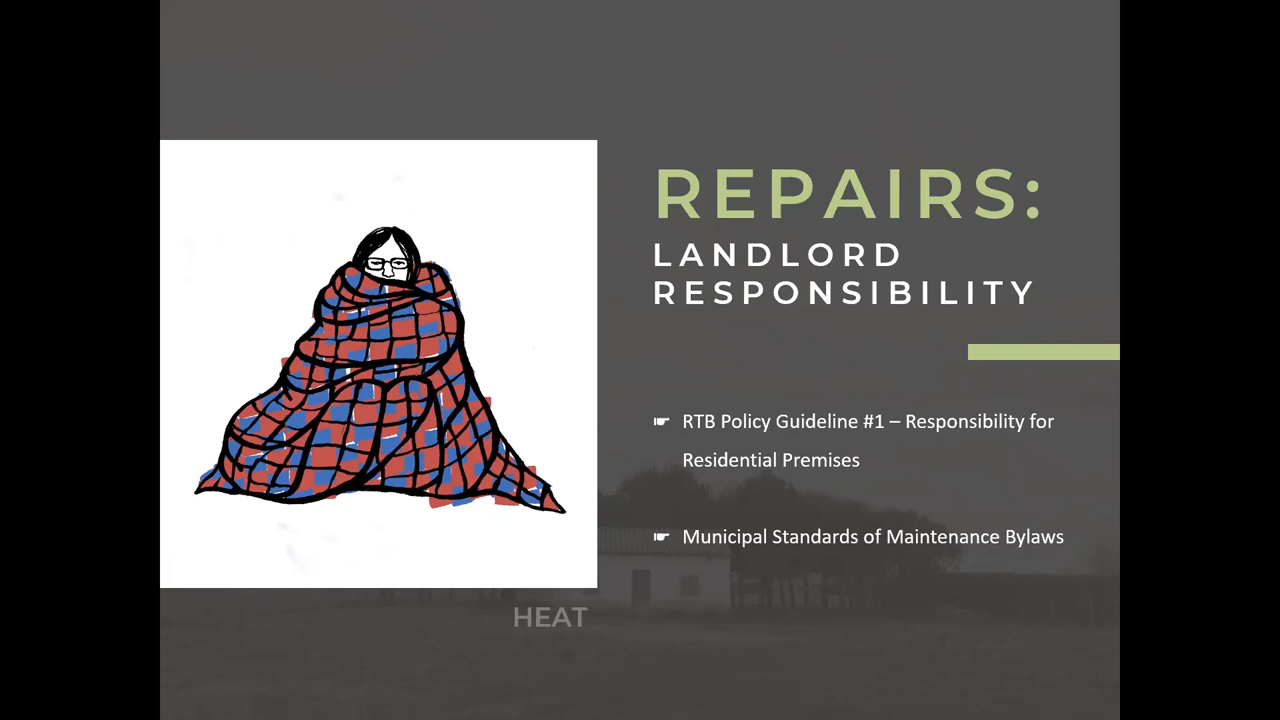 REPAIRS:
LANDLORD
RESPONSIBILITY
☛ RTB Policy Guideline #1 – Responsibility for
Residential Premises
☛ Municipal Standards of Maintenance Bylaws
HEAT